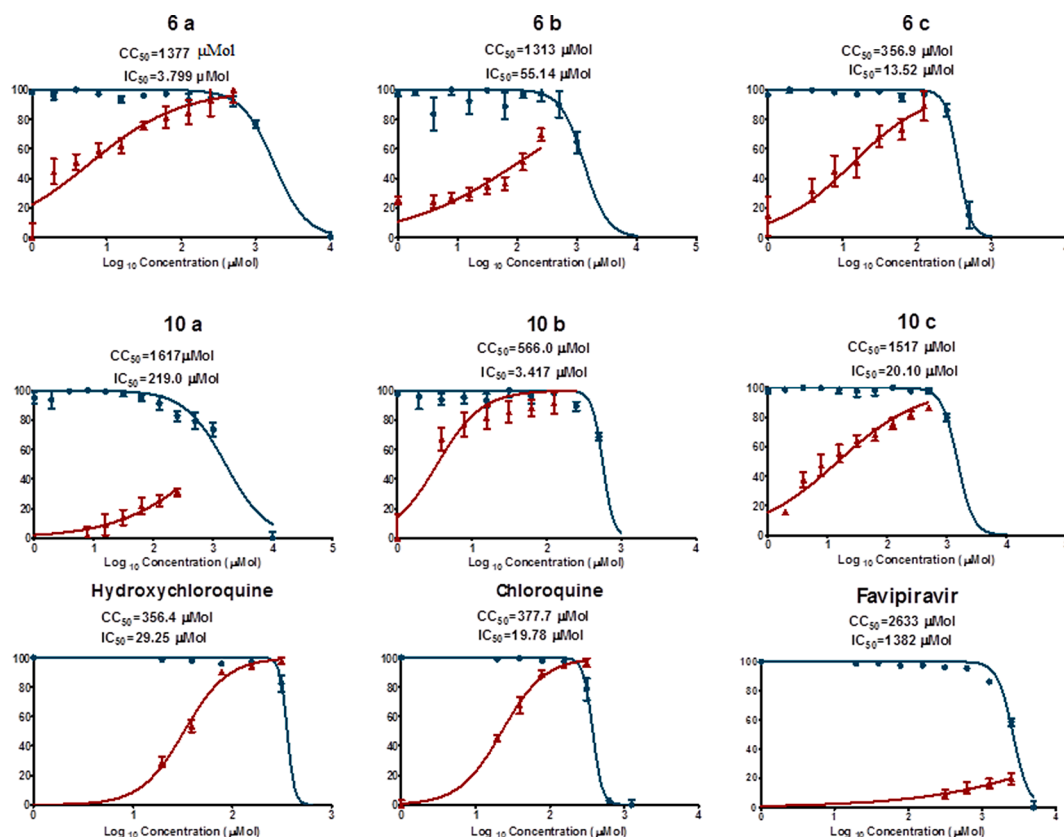 6 a
CC50=1377 μMol
IC50=3.799 μMol
100
80
60
40
20
0
0 1 2 3 4
Log 10 Concentration (μMol)
6 b
CC50=1313 μMol
IC50=55.14 μMol
100
80
60
40
20
0
0 1 2 3 4 5
Log 10 Concentration (μMol)
6 c
CC50=356.9 μMol
IC50=13.52 μMol
100
80
60
40
20
0
0 1 2 3
Log 10 Concentration (μMol)
10 a
CC50=1617μMol
IC50=219.0 μMol
100
80
60
40
20
0
0 1 2 3 4 5
Log 10 Concentration (μMol)
10 b
CC50=566.0 μMol
IC50=3.417 μMol
100
80
60
40
20
0
0 1 2 3 4
Log 10 Concentration (μMol)
10 c
CC50=1517 μMol
IC50=20.10 μMol
100
80
60
40
20
0
0 1 2 3 4
Log 10 Concentration (μMol)
Hydroxychloroquine
CC50=356.4 μMol
IC50=29.25 μMol
100
80
60
40
20
0
0 1 2 3
Log 10 Concentration (μMol)
Chloroquine
CC50=377.7 μMol
IC50=19.78 μMol
100
80
60
40
20
0
0 1 2 3 4
Log 10 Concentration (μMol)
Favipiravir
CC50=2633 μMol
IC50=1382 μMol
100
80
60
40
20
0
0 1 2 3 4
Log 10 Concentration (μMol)